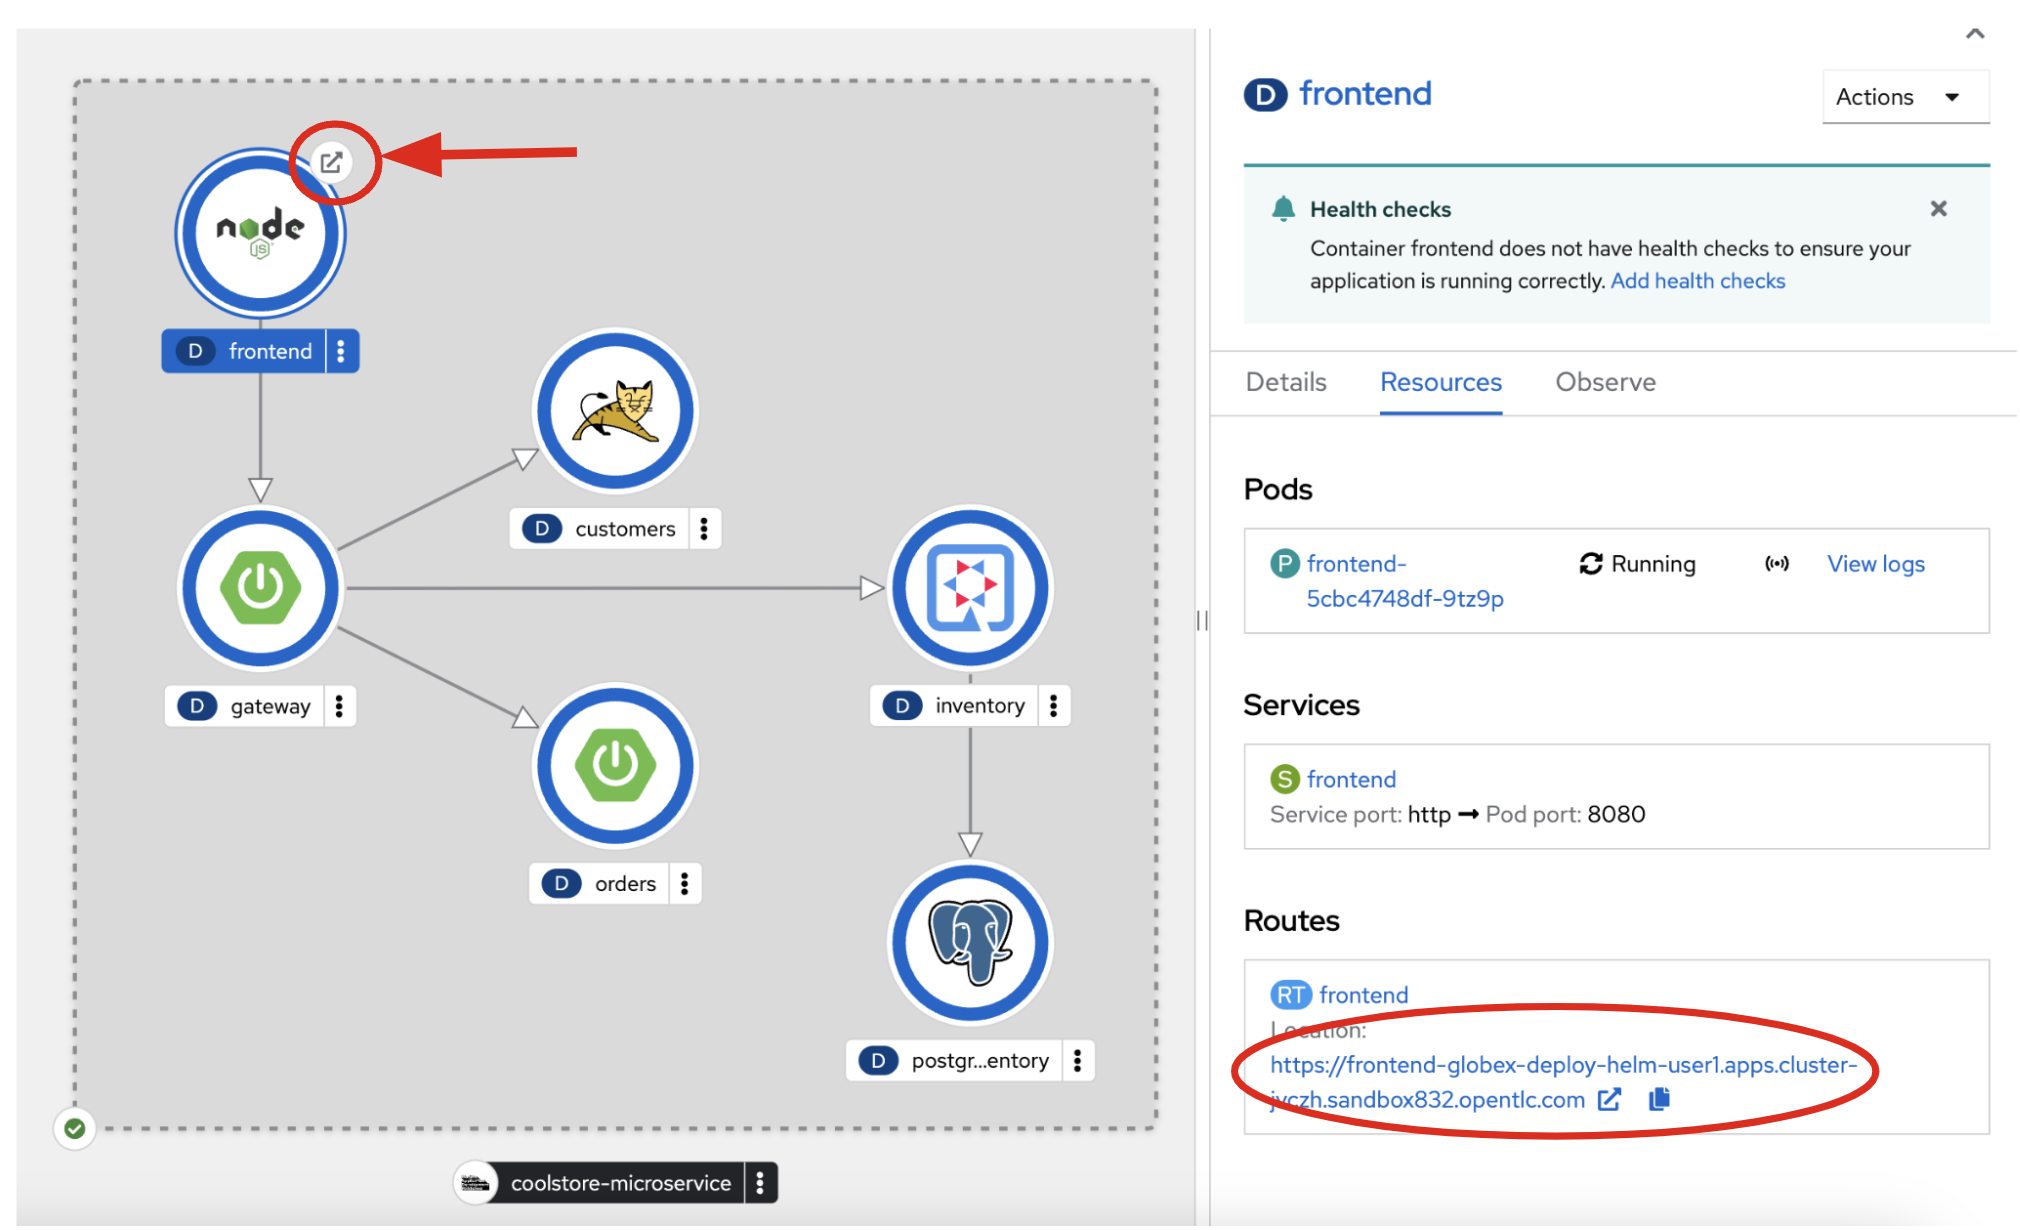 node
JS
D frontend
D customers
D gateway
D inventory
D orders
D postgr...entory
coolstore-microservice
D frontend
Actions
Health checks
Container frontend does not have health checks to ensure your
application is running correctly. Add health checks
Details Resources Observe
Pods
P frontend-
5cbc4748df-9tz9p
Running
View logs
Services
S frontend
Service port: http → Pod port: 8080
Routes
RT frontend
Location:
https://frontend-globex-deploy-helm-user1.apps.cluster-
jyczh.sandbox832.opentlc.com